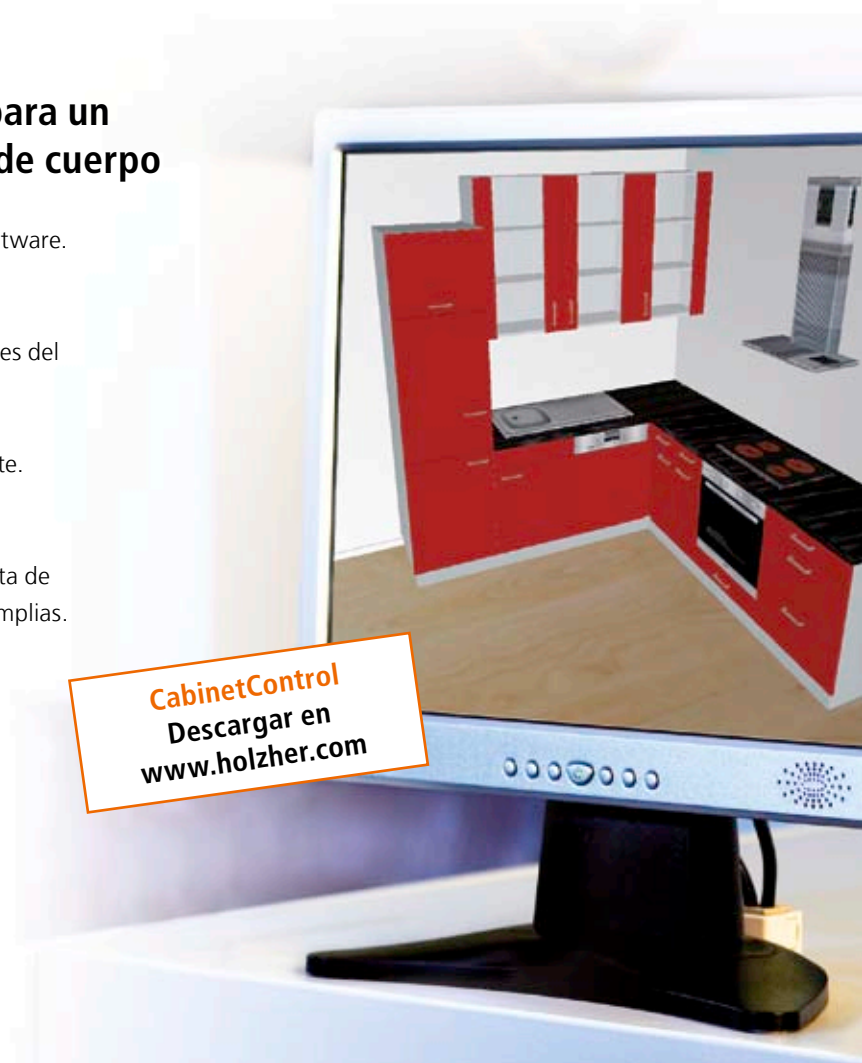 para un
de cuerpo
tware.
es del
te.
ta de
mplias.
CabinetControl
Descargar en
www.holzher.com